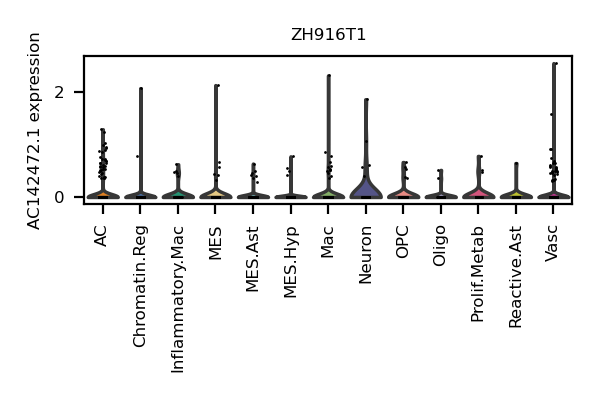 ZH916T1
AC142472.1 expression
2
0
AC
Chromatin.Reg
Inflammatory.Mac
MES
MES.Ast
MES.Hyp
Mac
Neuron
OPC
Oligo
Prolif.Metab
Reactive.Ast
Vasc